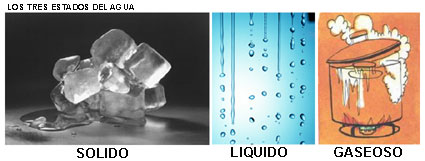 LOS TRES ESTADOS DEL AGUA
SOLIDO
LIQUIDO
GASEOSO